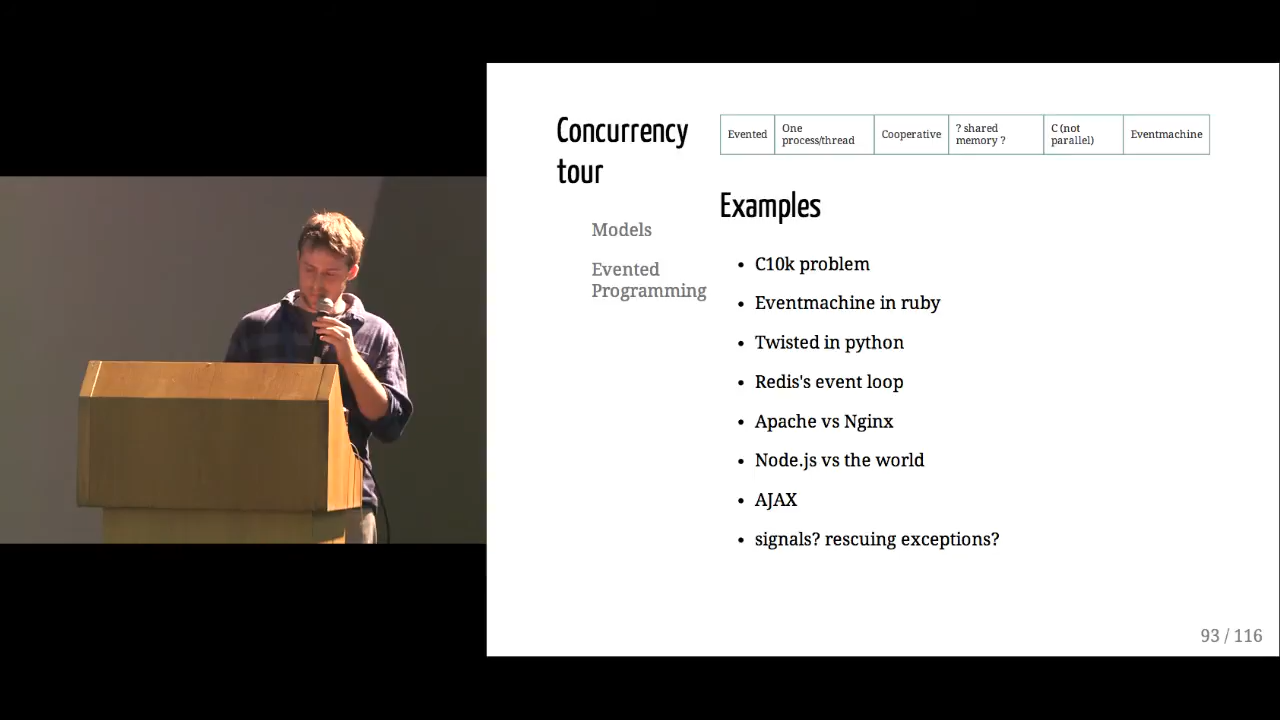 Concurrency
tour
Models
Evented
Programming
Evented
One
process/thread
Cooperative
? shared
memory ?
C (not
parallel)
Eventmachine
Examples
• C10k problem
• Eventmachine in ruby
• Twisted in python
• Redis's event loop
• Apache vs Nginx
• Node.js vs the world
• AJAX
• signals? rescuing exceptions?
93 / 116